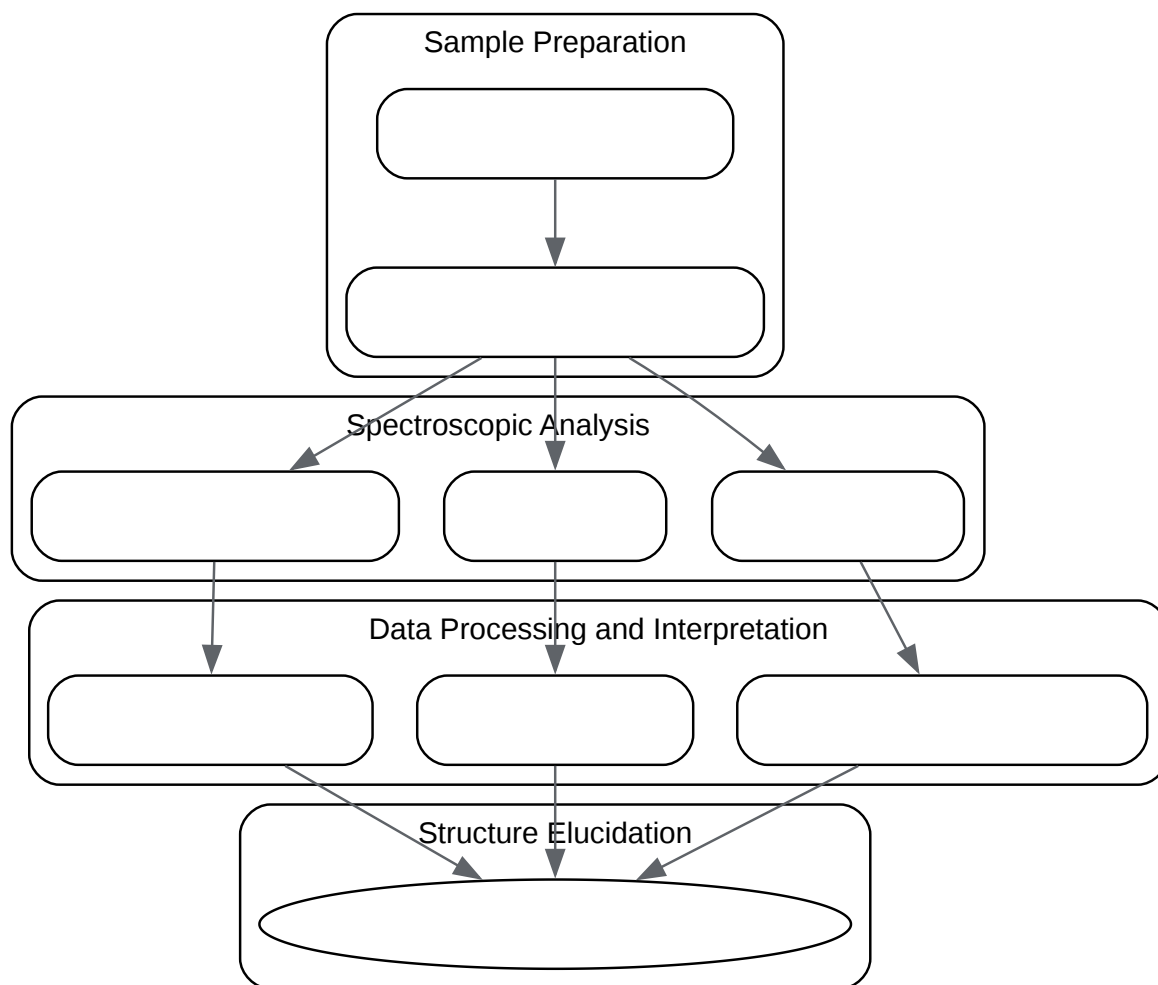 Sample Preparation
Spectroscopic Analysis
Data Processing and Interpretation
Structure Elucidation